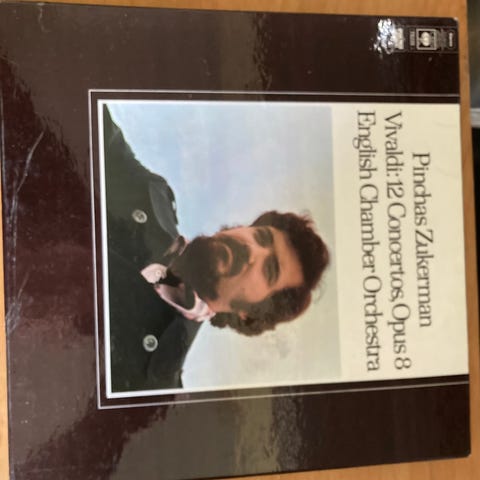 Pinchas Zukerman
Vivaldi: 12 Concertos, Opus 8
English Chamber Orchestra